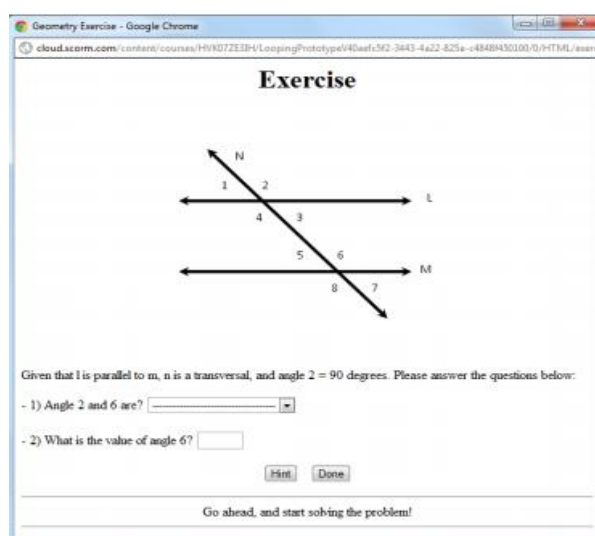 Geometry Exercise - Google Chrome
cloud.scorm.com/content/courses/
Exercise
N
1 2
L
4 3
5 6
M
8 7
Given that l is parallel to m, n is a transversal, and angle 2 = 90 degrees. Please answer the questions below:
- 1) Angle 2 and 6 are? --------------------------------
- 2) What is the value of angle 6?
Hint Done
Go ahead, and start solving the problem!